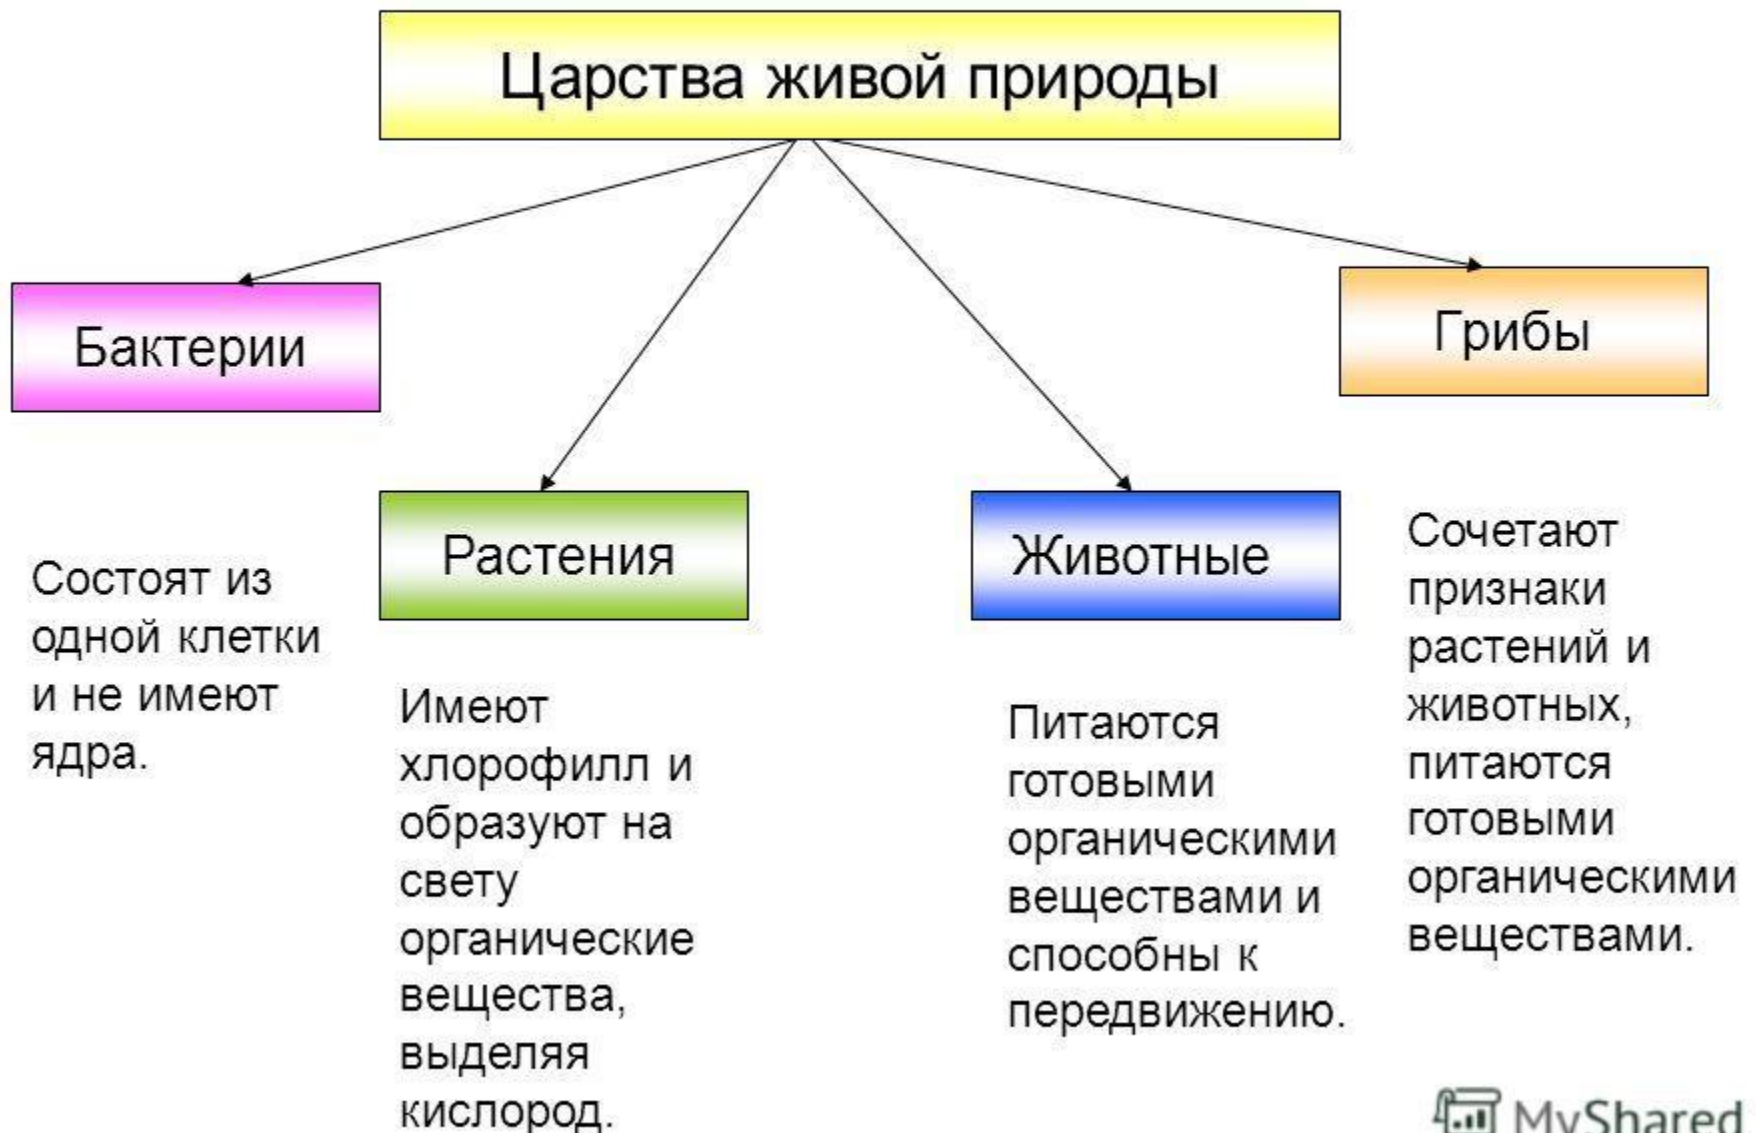 Царства живой природы
Бактерии
Грибы
Растения
Животные
Состоят из
одной клетки
и не имеют
ядра.
Имеют
хлорофилл и
образуют на
свету
органические
вещества,
выделяя
кислород.
Питаются
готовыми
органическими
веществами и
способны к
передвижению.
Сочетают
признаки
растений и
животных,
питаются
готовыми
органическими
веществами.
MyShared